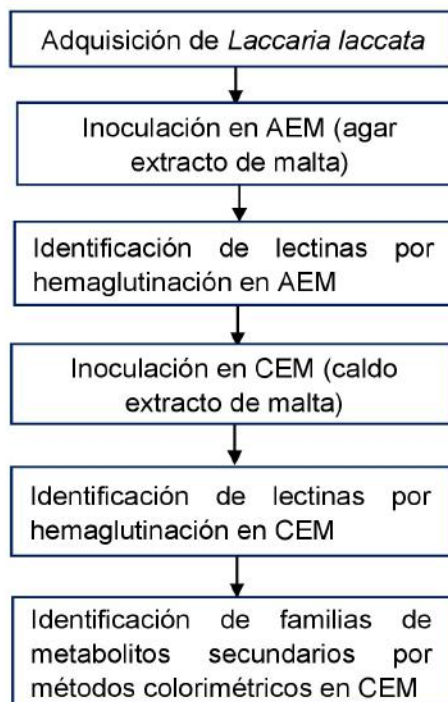 Adquisición de Laccaria laccata
Inoculación en AEM (agar
extracto de malta)
Identificación de lectinas por
hemaglutinación en AEM
Inoculación en CEM (caldo
extracto de malta)
Identificación de lectinas por
hemaglutinación en CEM
Identificación de familias de
metabolitos secundarios por
métodos colorimétricos en CEM